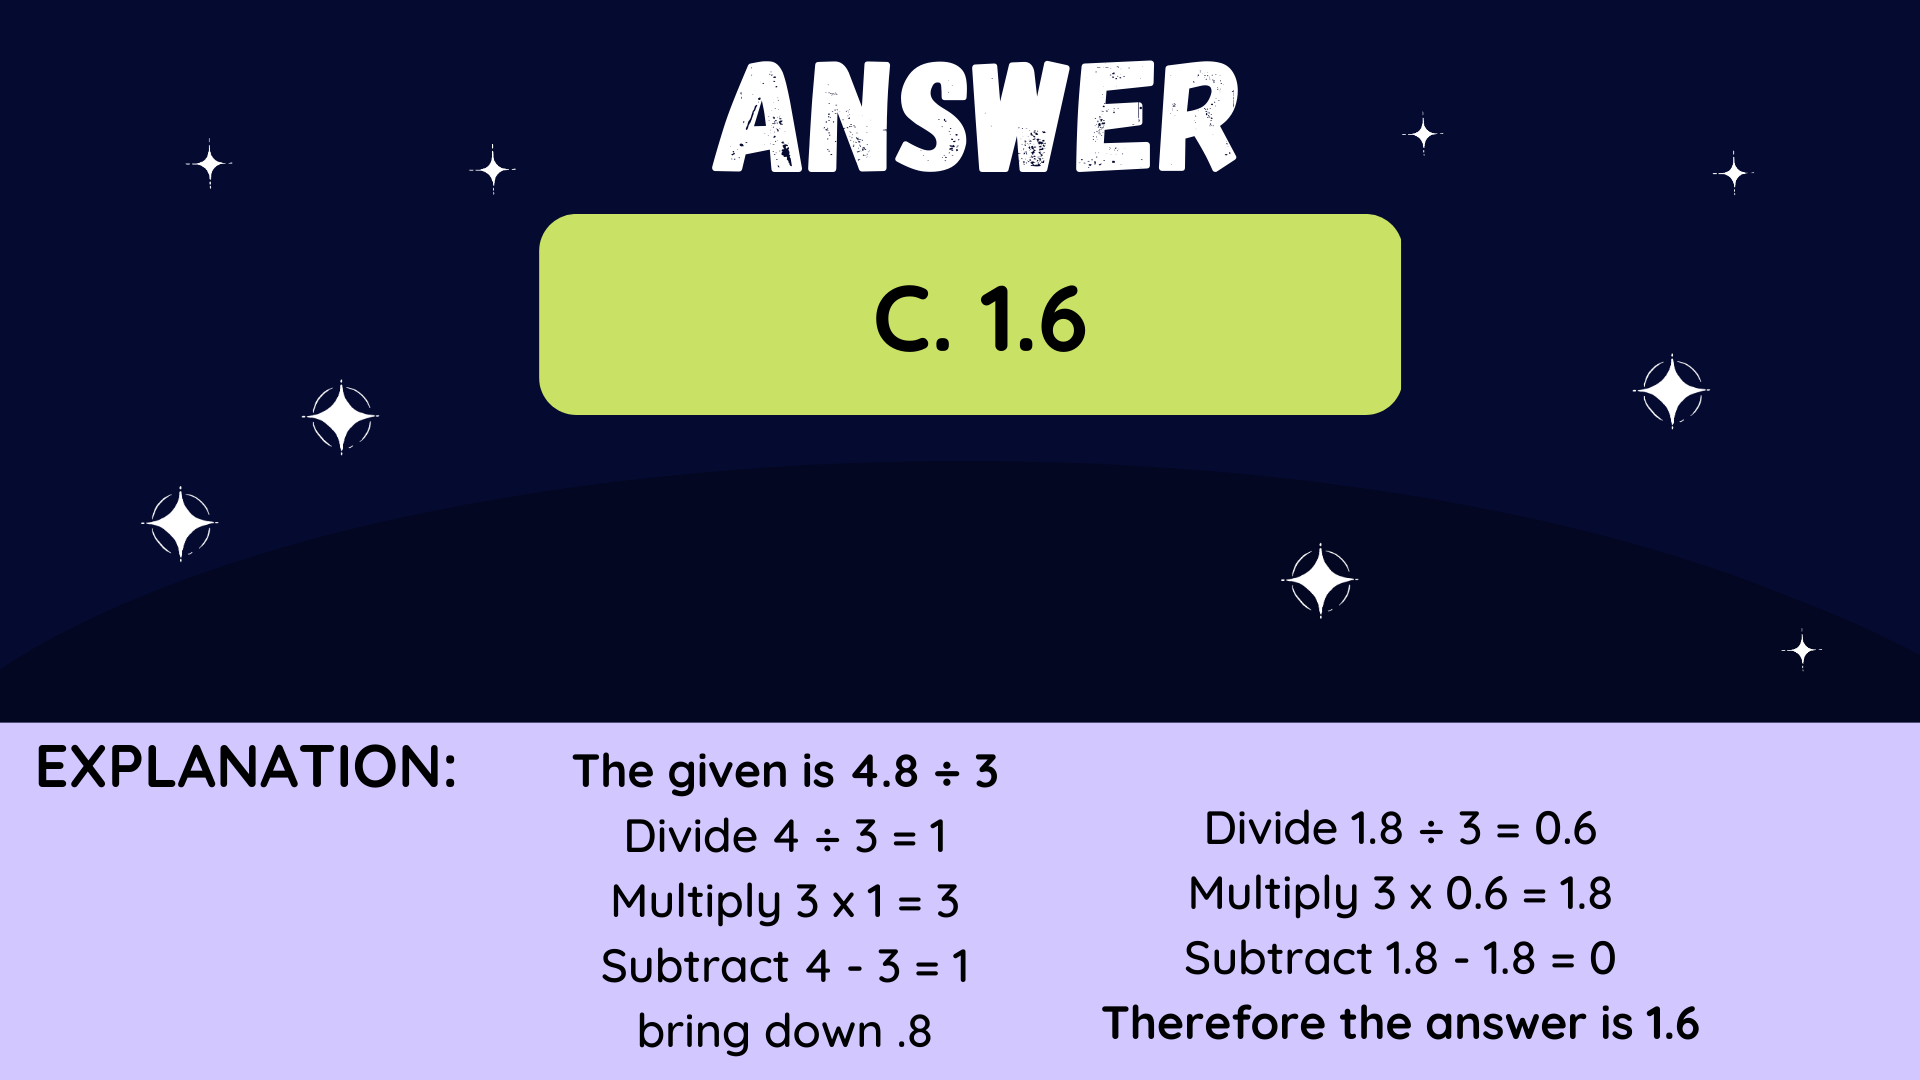 ANSWER
C. 1.6
EXPLANATION:
The given is 4.8 ÷ 3
Divide 4 ÷ 3 = 1
Multiply 3 x 1 = 3
Subtract 4 - 3 = 1
bring down .8
Divide 1.8 ÷ 3 = 0.6
Multiply 3 x 0.6 = 1.8
Subtract 1.8 - 1.8 = 0
Therefore the answer is 1.6